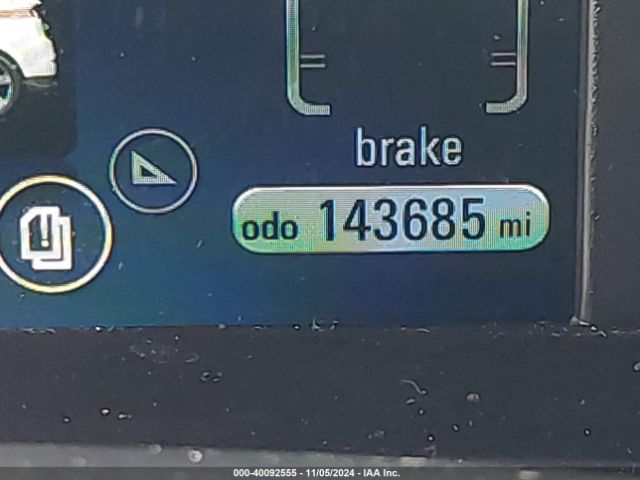 brake
odo 143685 mi
000-40092555 - 11/05/2024 - IAA Inc.